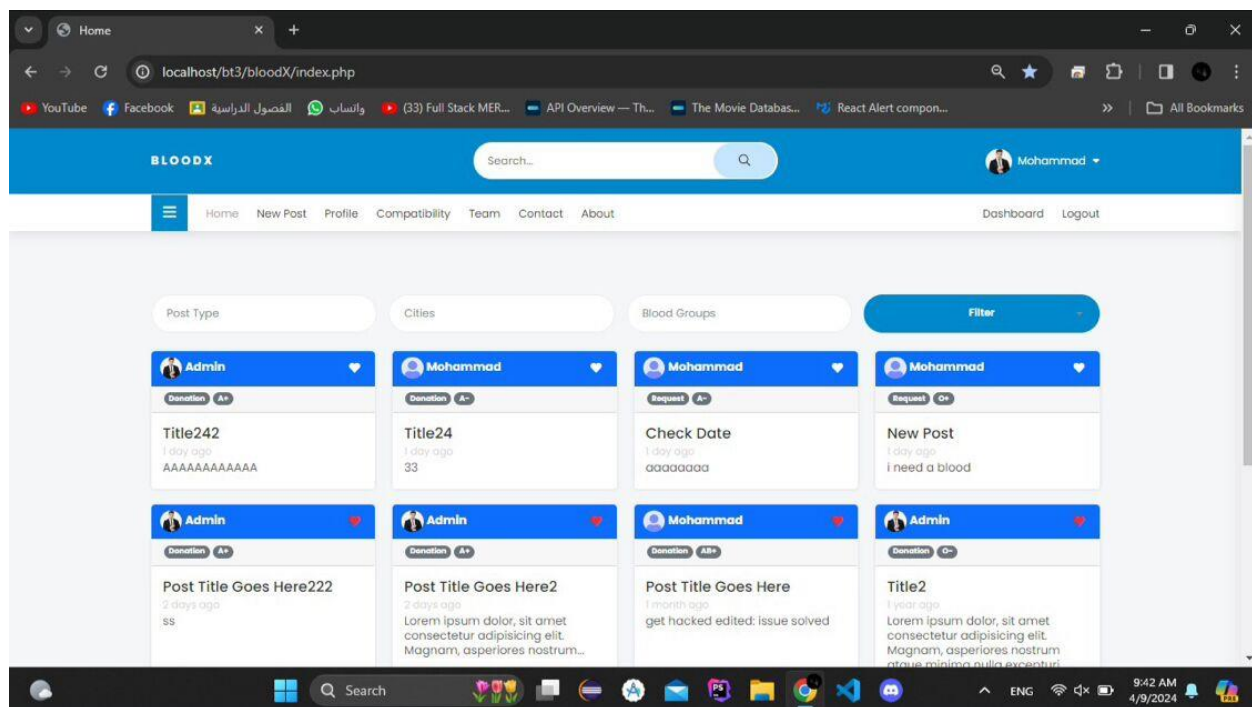 Home
localhost/bt3/bloodX/index.php
YouTube Facebook الفصول الدراسية واتساب (33) Full Stack MER... API Overview — Th... The Movie Databas... React Alert compon... » All Bookmarks
BLOODX Search... Mohammad
Home New Post Profile Compatibility Team Contact About Dashboard Logout
Post Type Cities Blood Groups Filter
Admin Mohammad Mohammad Mohammad
Donation A+ Donation A- Request A- Request O+
Title242 Title24 Check Date New Post
1 day ago 1 day ago 1 day ago 1 day ago
AAAAAAAAAAAA 33 aaaaaaaa i need a blood
Admin Admin Mohammad Admin
Donation A+ Donation A+ Donation AB+ Donation O-
Post Title Goes Here222 Post Title Goes Here2 Post Title Goes Here Title2
2 days ago 2 days ago 1 month ago 1 year ago
ss Lorem ipsum dolor, sit amet get hacked edited: issue solved Lorem ipsum dolor, sit amet
consectetur adipisicing elit. consectetur adipisicing elit.
Magnam, asperiores nostrum... Magnam, asperiores nostrum
atque minima nulla excepturi
Search ENG 9:42 AM
4/9/2024